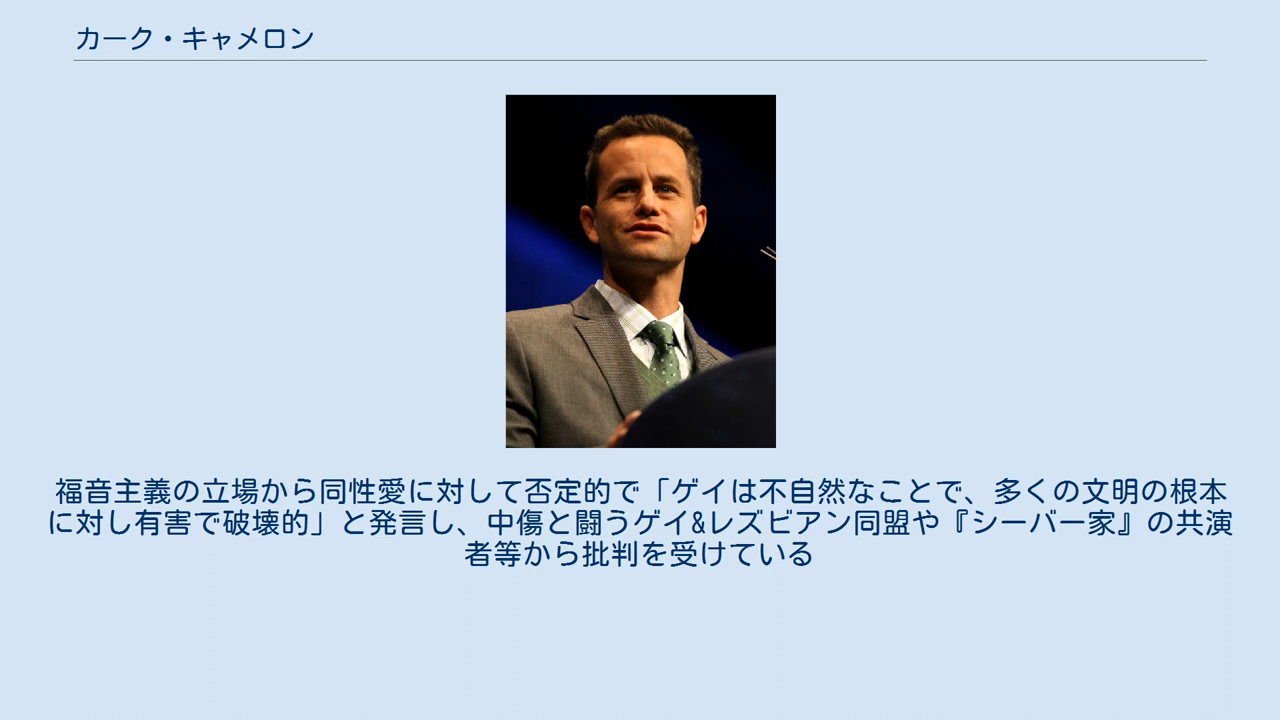 カーク・キャメロン
福音主義の立場から同性愛に対して否定的で「ゲイは不自然なことで、多くの文明の根本
に対し有害で破壊的」と発言し、中傷と闘うゲイ&レズビアン同盟や『シーバー家』の共演
者等から批判を受けている